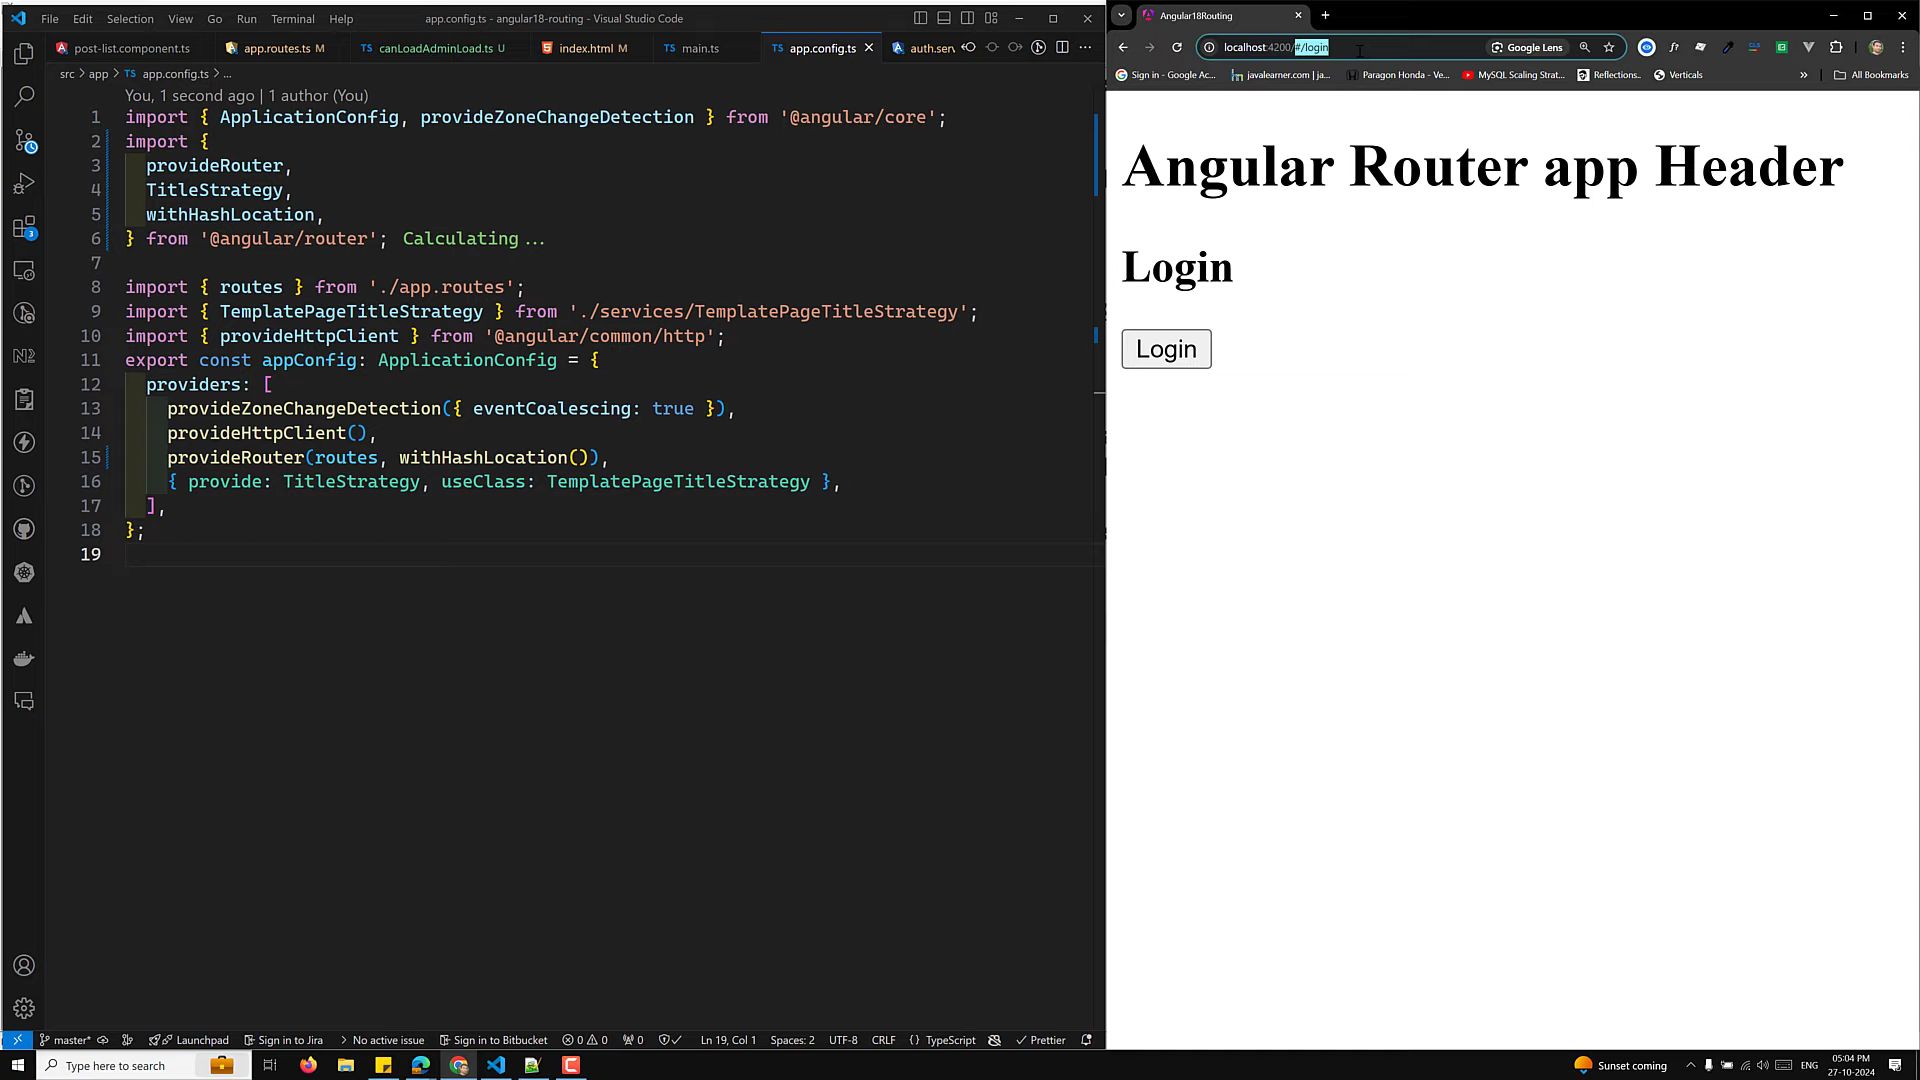 File Edit Selection View Go Run Terminal Help
app.config.ts - angular18-routing - Visual Studio Code
post-list.component.ts
app.routes.ts M
canLoadAdminLoad.ts U
index.html M
main.ts
app.config.ts
auth.serv
src > app > TS app.config.ts > ...
You, 1 second ago | 1 author (You)
1 import { ApplicationConfig, provideZoneChangeDetection } from '@angular/core';
2 import {
3 provideRouter,
4 TitleStrategy,
5 withHashLocation,
6 } from '@angular/router'; Calculating...
7
8 import { routes } from './app.routes';
9 import { TemplatePageTitleStrategy } from './services/TemplatePageTitleStrategy';
10 import { provideHttpClient } from '@angular/common/http';
11 export const appConfig: ApplicationConfig = {
12 providers: [
13 provideZoneChangeDetection({ eventCoalescing: true }),
14 provideHttpClient(),
15 provideRouter(routes, withHashLocation()),
16 { provide: TitleStrategy, useClass: TemplatePageTitleStrategy },
17 ],
18 };
19
master* Launchpad Sign in to Jira No active issue Sign in to Bitbucket 0 0 0 Ln 19, Col 1 Spaces: 2 UTF-8 CRLF {} TypeScript Prettier
Angular18Routing
localhost:4200/#/login
Google Lens
Sign in - Google Ac...
javalearner.com | ja...
Paragon Honda - Ve...
MySQL Scaling Strat...
Reflections..
Verticals
» All Bookmarks
Angular Router app Header
Login
Login
Type here to search
Sunset coming
ENG
05:04 PM
27-10-2024